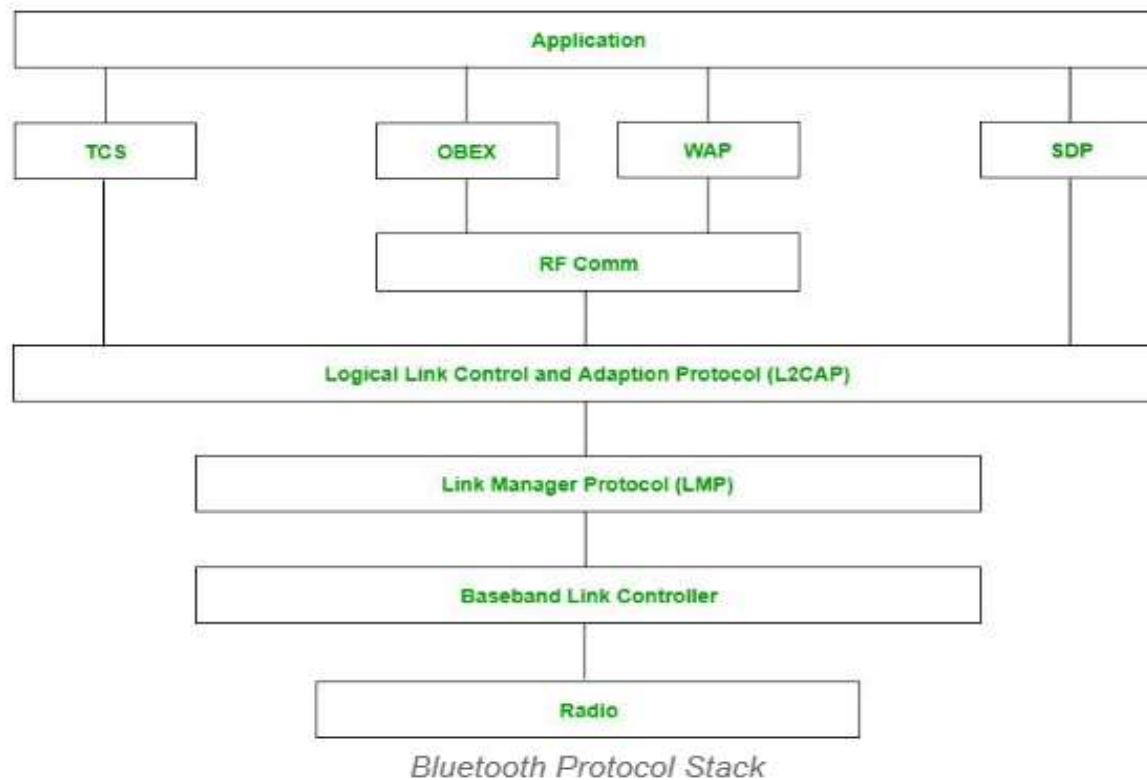 Application
TCS
OBEX
WAP
SDP
RF Comm
Logical Link Control and Adaption Protocol (L2CAP)
Link Manager Protocol (LMP)
Baseband Link Controller
Radio
Bluetooth Protocol Stack